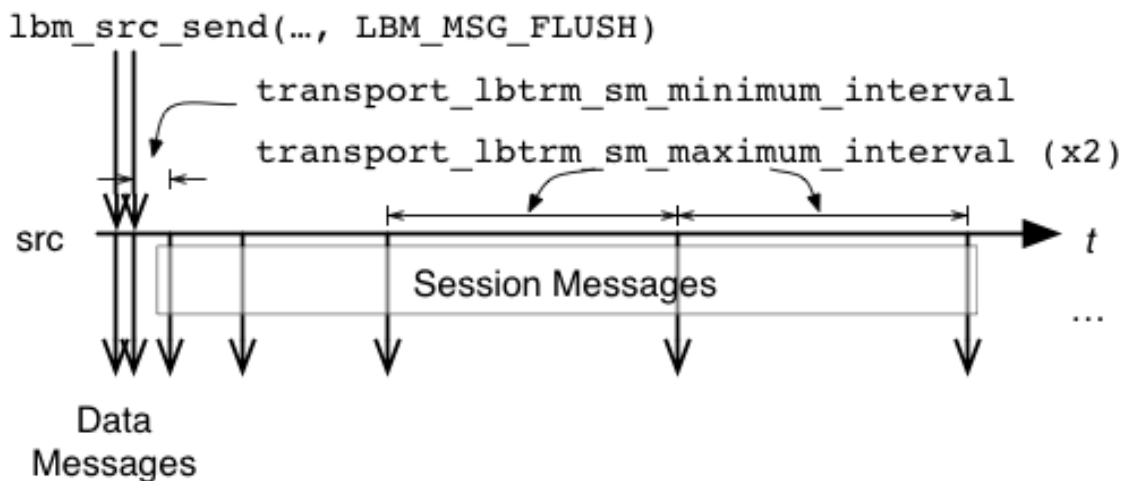 lbm_src_send(…, LBM_MSG_FLUSH)
transport_lbtrm_sm_minimum_interval
transport_lbtrm_sm_maximum_interval (x2)
src
t
Session Messages
…
Data
Messages